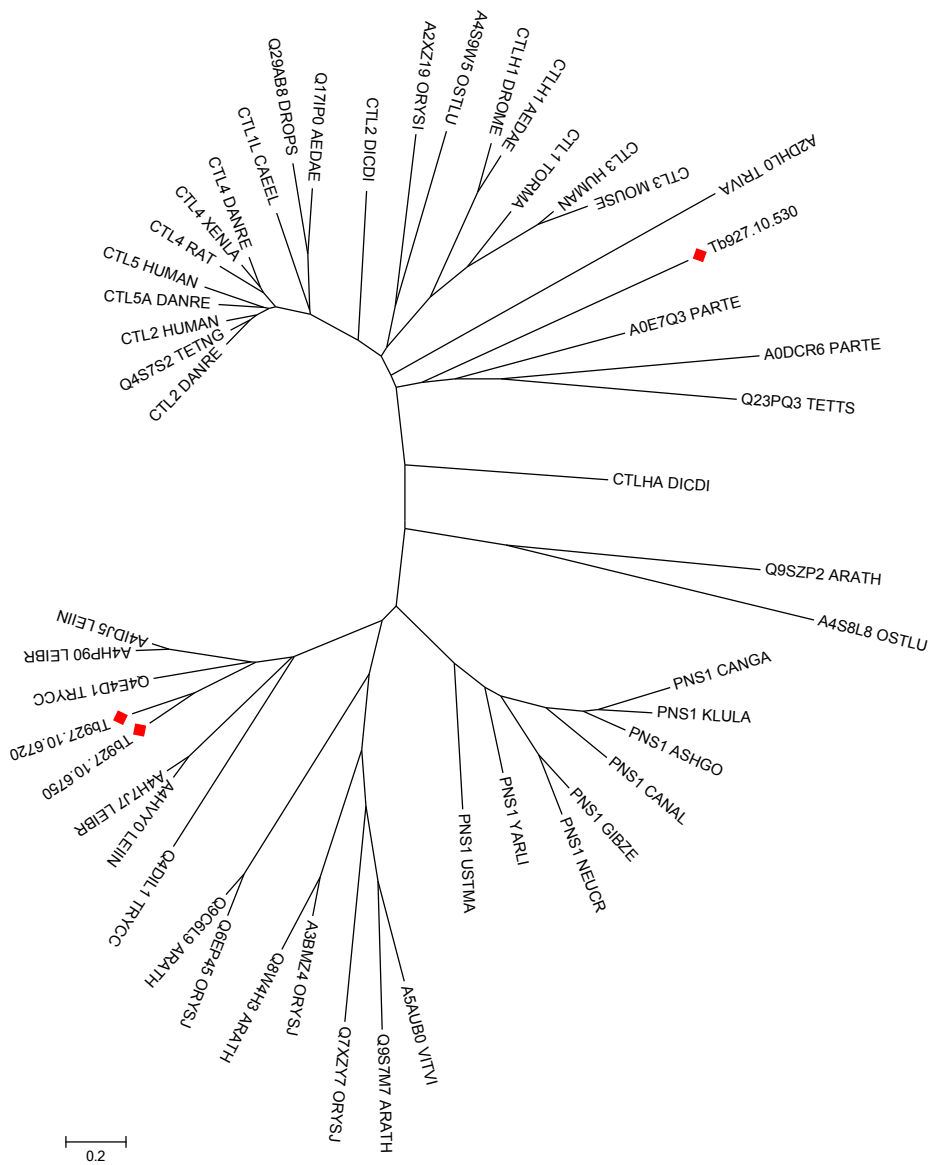 Q29AB8 DROPS
Q17IP0 AEDAE
CTL2 DICDI
A2XZ19 ORYSI
A4S9W5 OSTLU
CTLH1 DROME
CTLH1 AEDAE
CTL1 TORMA
CTL3 HUMAN
CTL3 MOUSE
A2DHL0 TRIVA
Tb927.10.530
A0E7Q3 PARTE
A0DCR6 PARTE
Q23PQ3 TETTS
CTLHA DICDI
Q9SZP2 ARATH
A4S8L8 OSTLU
PNS1 CANGA
PNS1 KLULA
PNS1 ASHGO
PNS1 CANAL
PNS1 GIBZE
PNS1 NEUCR
PNS1 YARLI
PNS1 USTMA
A5AUB0 VITVI
Q9S7M7 ARATH
Q7XZY7 ORYSJ
A3BMZ4 ORYSJ
Q8W4H3 ARATH
Q6EP45 ORYSJ
Q9C6L9 ARATH
Q4DIL1 TRYCC
A4HVY0 LEIIN
A4H7J7 LEIBR
Tb927.10.6750
Tb927.10.6720
Q4E4D1 TRYCC
A4HP90 LEIBR
A4IDJ5 LEIIN
CTL2 DANRE
Q4S7S2 TETNG
CTL2 HUMAN
CTL5A DANRE
CTL5 HUMAN
CTL4 RAT
CTL4 XENLA
CTL4 DANRE
CTL1L CAEEL
0.2